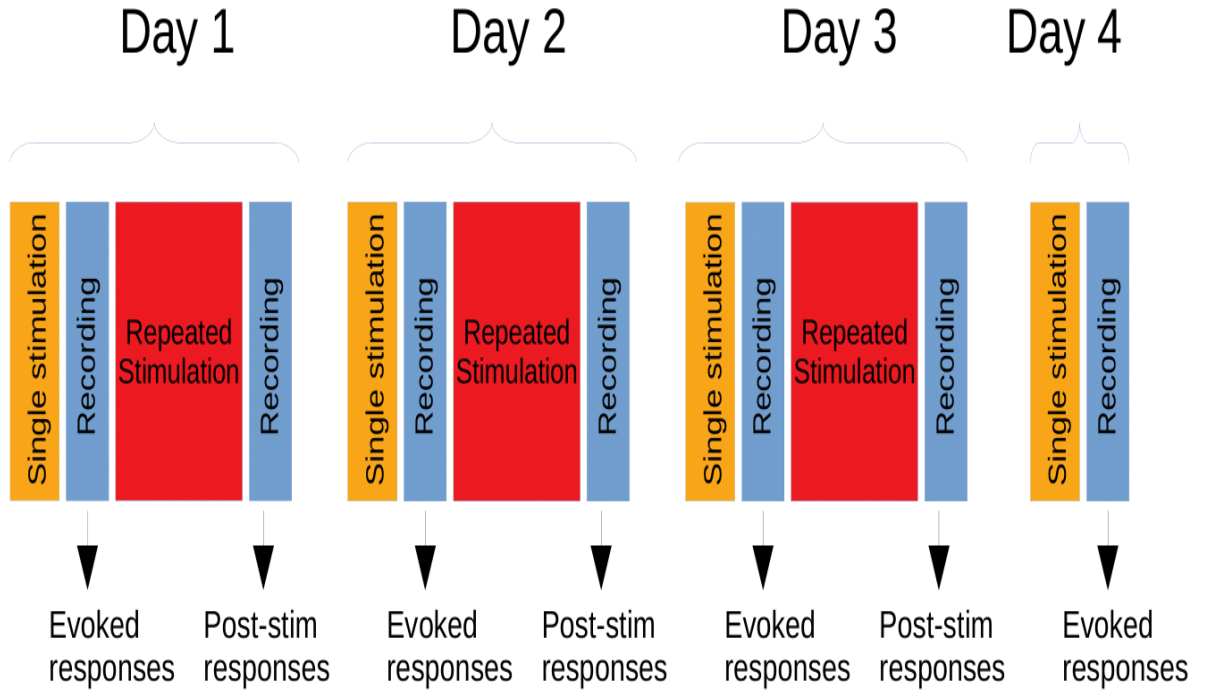 Day 1
Day 2
Day 3
Day 4
Single stimulation
Recording
Repeated
Stimulation
Recording
Single stimulation
Recording
Repeated
Stimulation
Recording
Single stimulation
Recording
Repeated
Stimulation
Recording
Single stimulation
Recording
Evoked
responses
Post-stim
responses
Evoked
responses
Post-stim
responses
Evoked
responses
Post-stim
responses
Evoked
responses